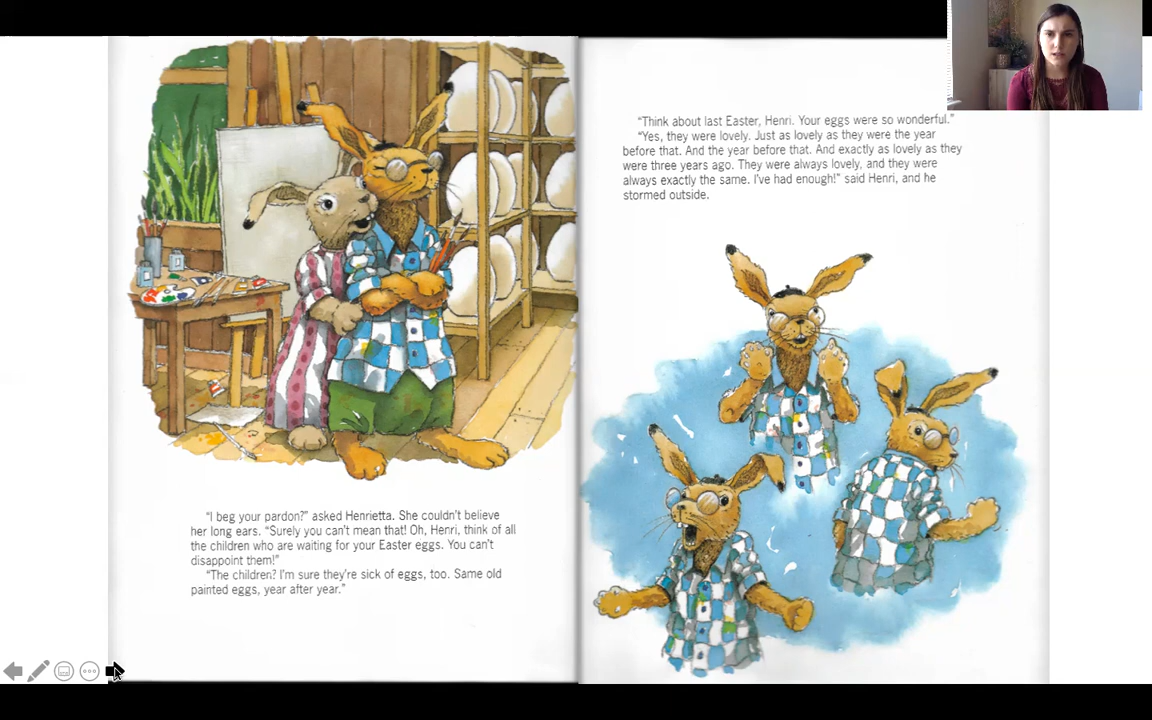 "I beg your pardon?" asked Henrietta. She couldn't believe
her long ears. "Surely you can't mean that! Oh, Henri, think of all
the children who are waiting for your Easter eggs. You can't
disappoint them!"
"The children? I'm sure they're sick of eggs, too. Same old
painted eggs, year after year."
"Think about last Easter, Henri. Your eggs were so wonderful."
"Yes, they were lovely. Just as lovely as they were the year
before that. And the year before that. And exactly as lovely as they
were three years ago. They were always lovely, and they were
always exactly the same. I've had enough!" said Henri, and he
stormed outside.